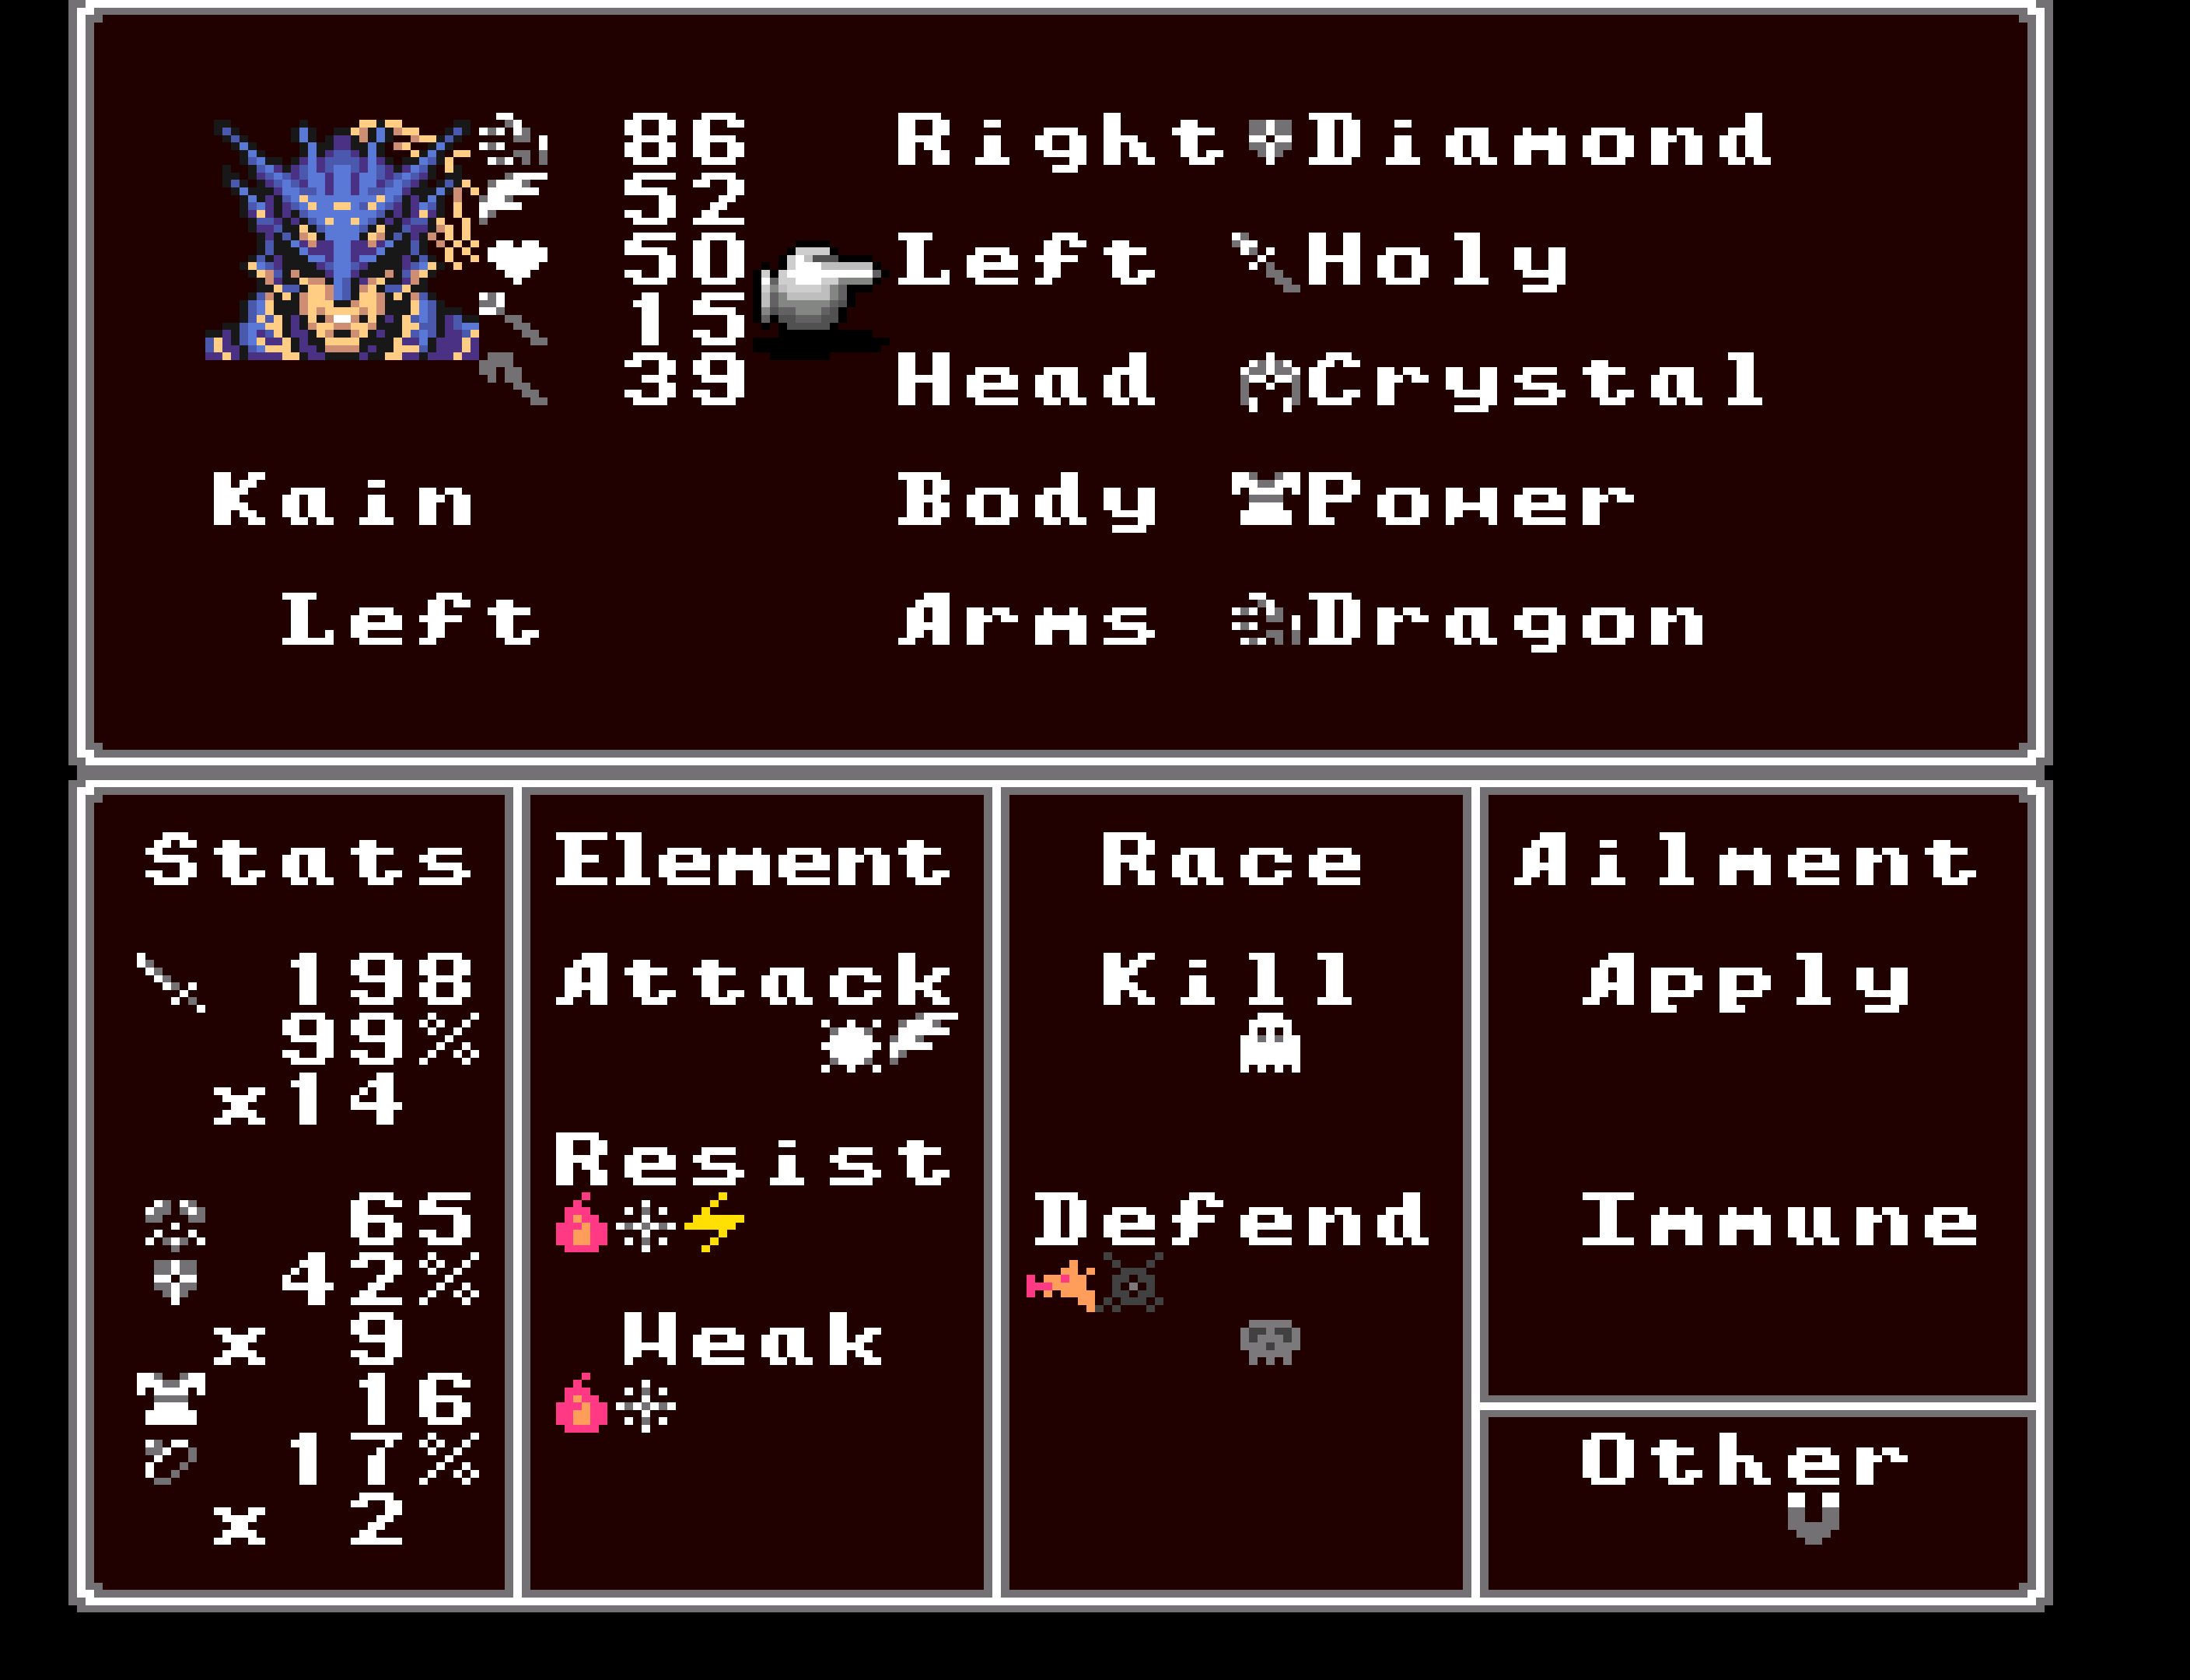 86 Right Diamond
52
50 Left Holy
15
39 Head Crystal
Kain Body Power
Left Arms Dragon
Stats Element Race Ailment
198 Attack Kill Apply
99%
x14
Resist
65 Defend Immune
42%
x 9 Weak
16
17% Other
x 2